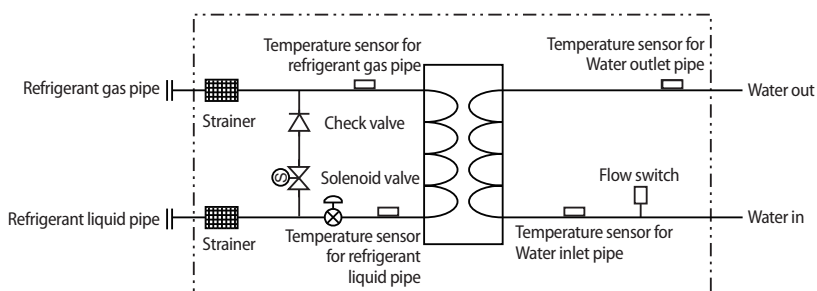 Temperature sensor for
refrigerant gas pipe
Temperature sensor for
Water outlet pipe
Refrigerant gas pipe
Water out
Strainer
Check valve
S
Solenoid valve
Flow switch
Refrigerant liquid pipe
Water in
Strainer
Temperature sensor
for refrigerant
liquid pipe
Temperature sensor for
Water inlet pipe